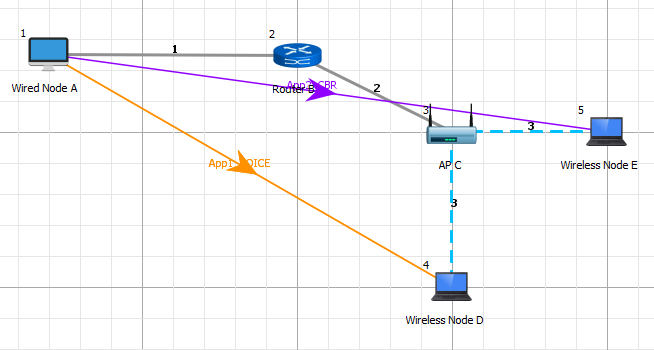 1
2
1
Wired Node A
App2_CBR
Router B
2
3
5
3
AP C
Wireless Node E
App1_VOICE
3
4
Wireless Node D